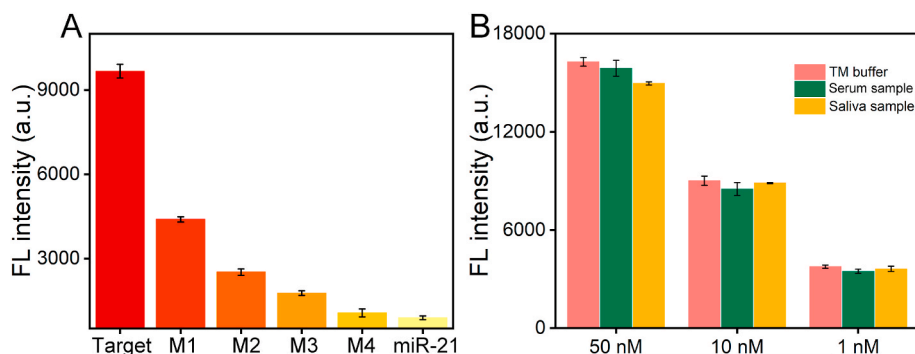 A
FL intensity (a.u.)
9000
6000
3000
Target M1 M2 M3 M4 miR-21
B
FL intensity (a.u.)
18000
12000
6000
0
TM buffer
Serum sample
Saliva sample
50 nM 10 nM 1 nM